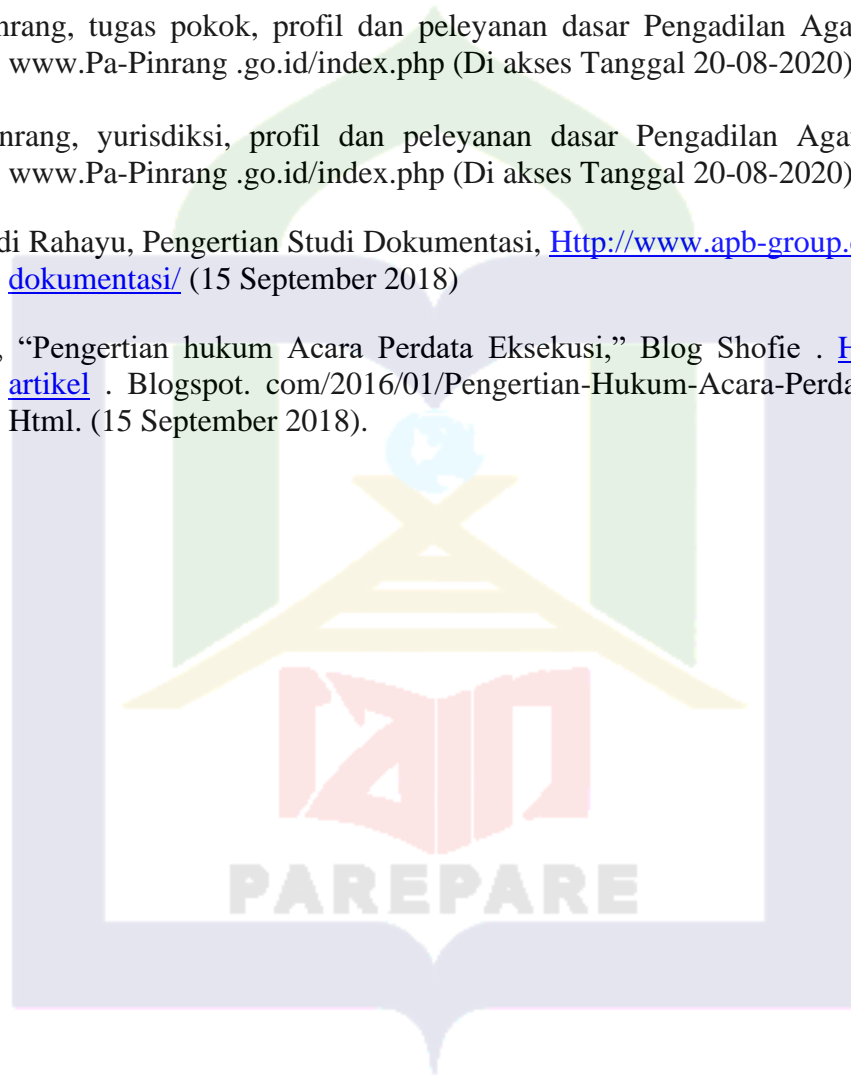 nrang, tugas pokok, profil dan peleyanan dasar Pengadilan Aga
www.Pa-Pinrang .go.id/index.php (Di akses Tanggal 20-08-2020)
nrang, yurisdiksi, profil dan peleyanan dasar Pengadilan Aga
www.Pa-Pinrang .go.id/index.php (Di akses Tanggal 20-08-2020)
di Rahayu, Pengertian Studi Dokumentasi, Http://www.apb-group.
dokumentasi/ (15 September 2018)
, “Pengertian hukum Acara Perdata Eksekusi,” Blog Shofie . H
artikel . Blogspot. com/2016/01/Pengertian-Hukum-Acara-Perda
Html. (15 September 2018).
iain
PAREPARE